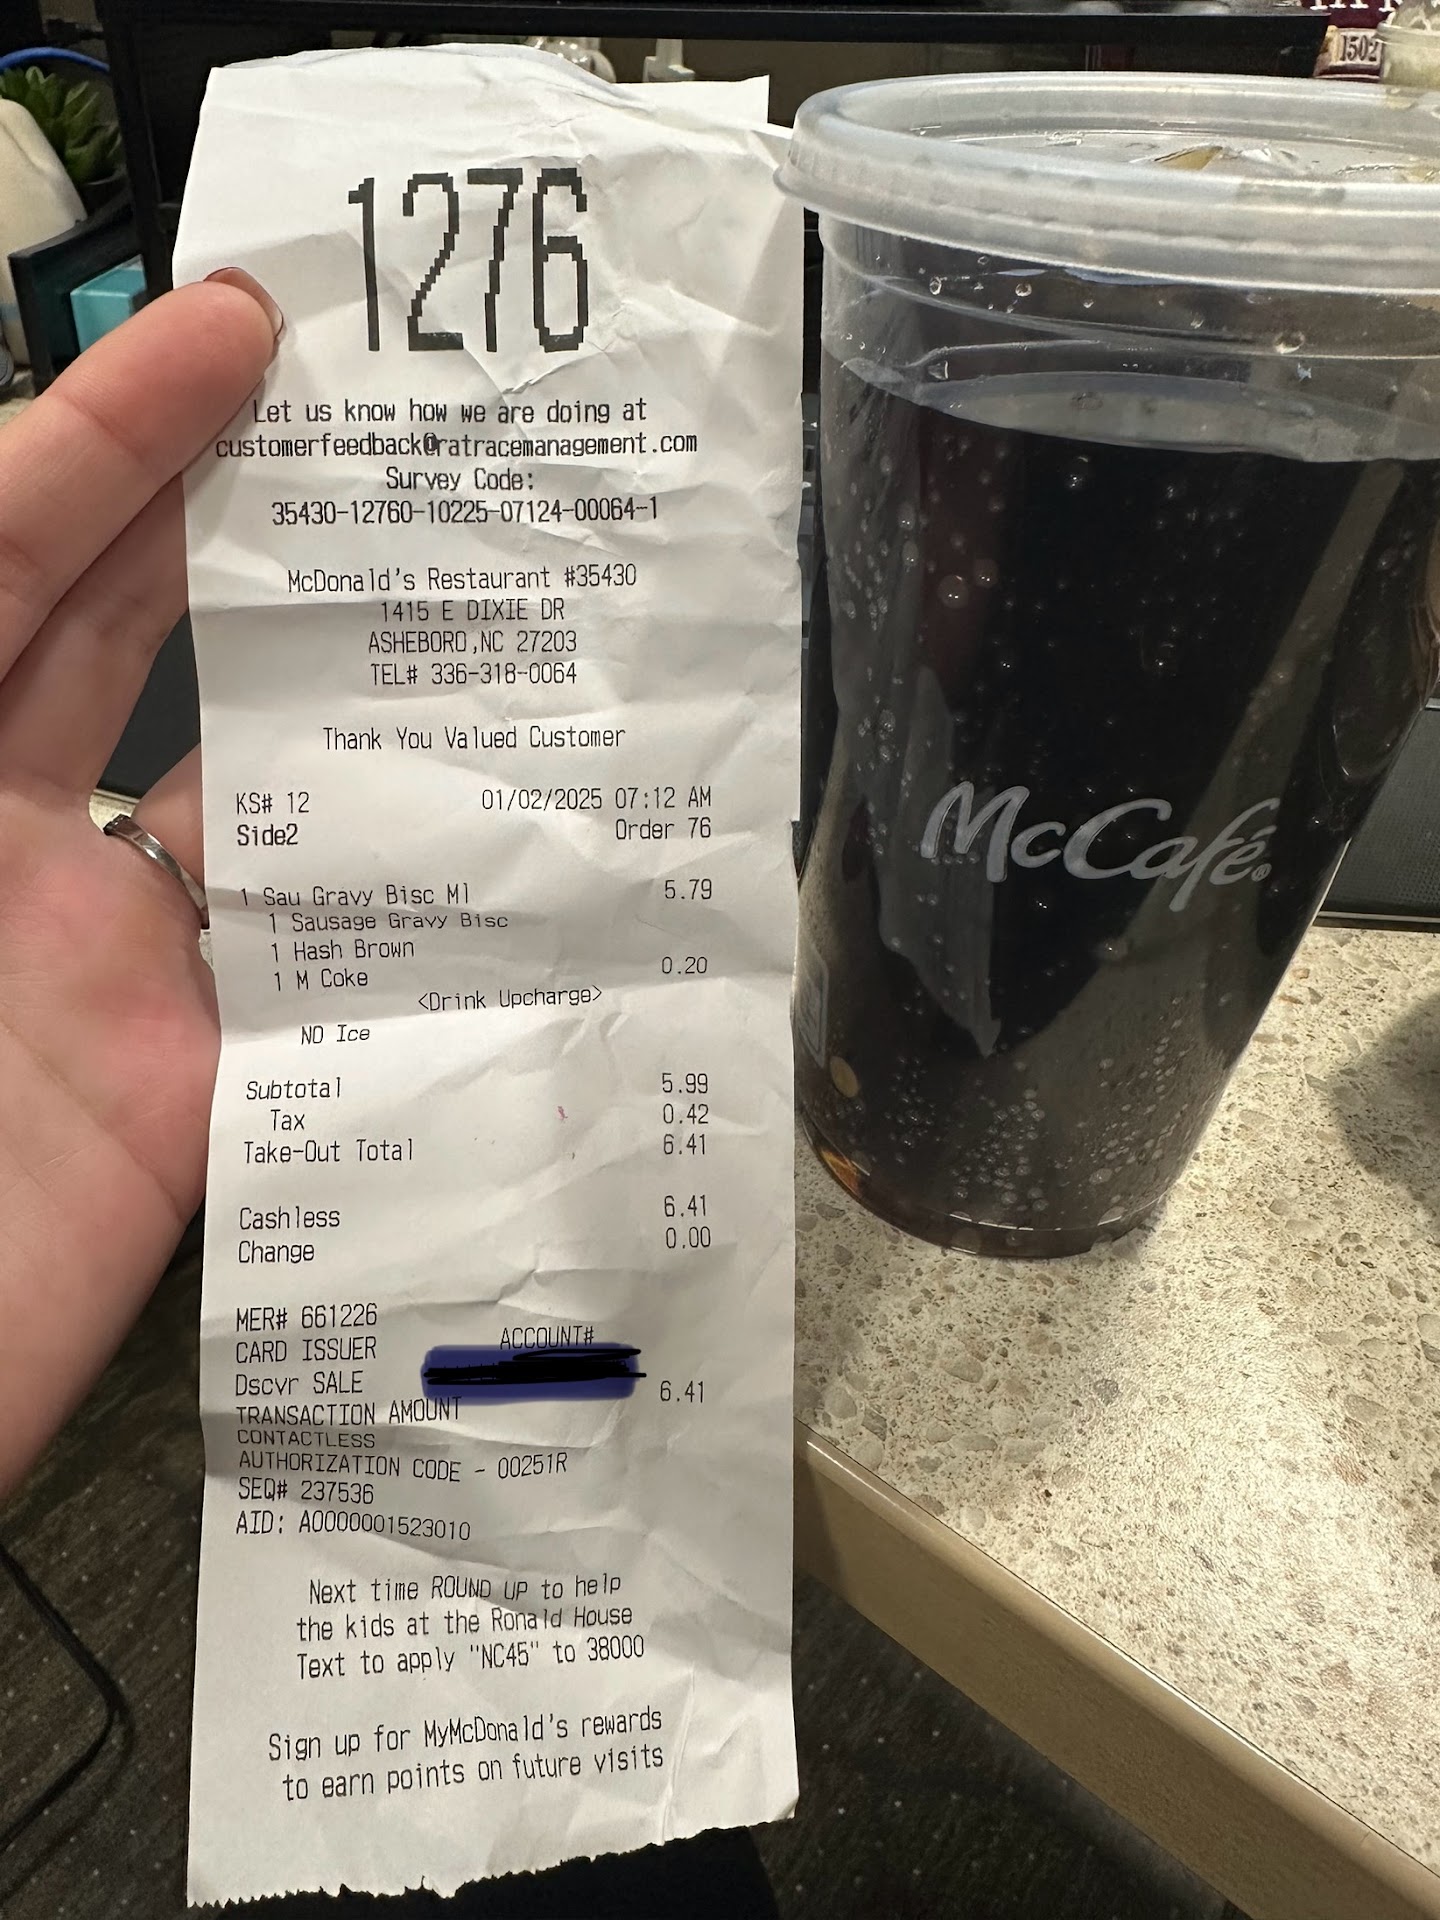 1276
Let us know how we are doing at
customerfeedback@ratracemanagement.com
Survey Code:
35430-12760-10225-07124-00064-1
McDonald's Restaurant #35430
1415 E DIXIE DR
ASHEBORO,NC 27203
TEL# 336-318-0064
Thank You Valued Customer
KS# 12 01/02/2025 07:12 AM
Side2 Order 76
1 Sau Gravy Bisc Ml 5.79
1 Sausage Gravy Bisc
1 Hash Brown
1 M Coke 0.20
<Drink Upcharge>
NO Ice
Subtotal 5.99
Tax 0.42
Take-Out Total 6.41
Cashless 6.41
Change 0.00
MER# 661226
CARD ISSUER ACCOUNT#
Dscvr SALE
TRANSACTION AMOUNT 6.41
CONTACTLESS
AUTHORIZATION CODE - 00251R
SEQ# 237536
AID: A0000001523010
Next time ROUND UP to help
the kids at the Ronald House
Text to apply "NC45" to 38000
Sign up for MyMcDonald's rewards
to earn points on future visits
McCafé®
1502